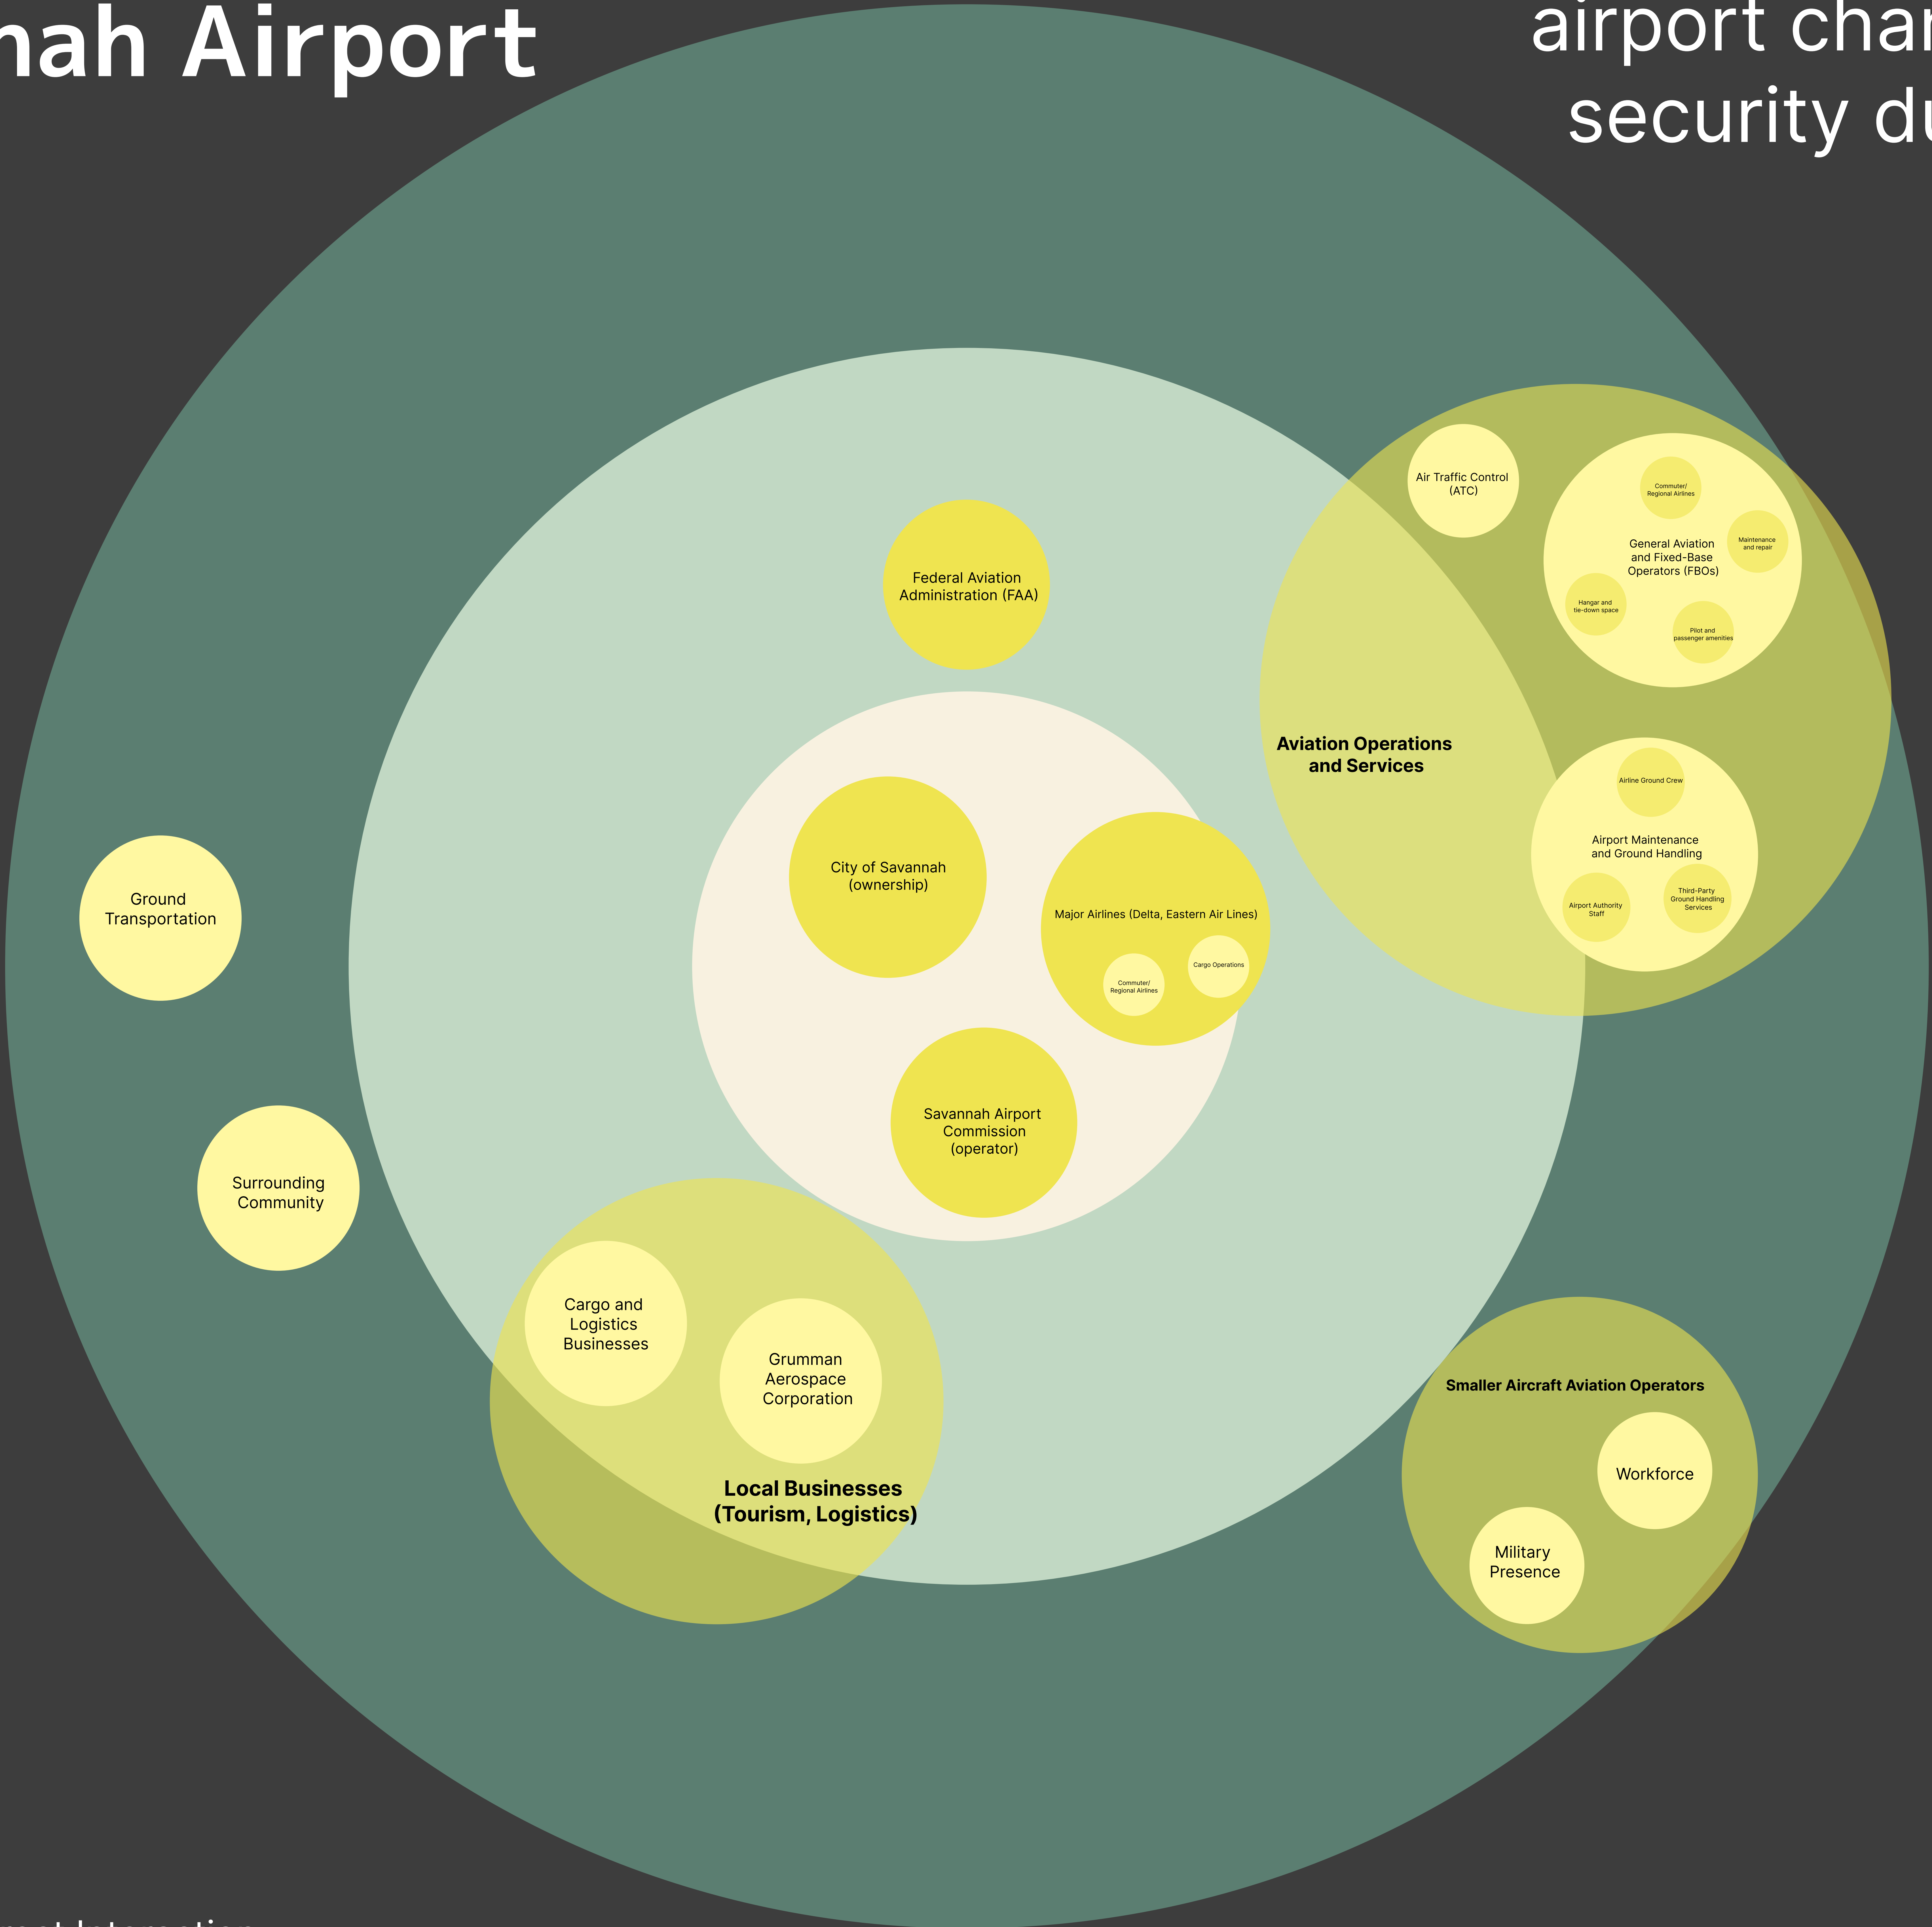 nah Airport
airport char
security du
Air Traffic Control
(ATC)
Commuter/
Regional Airlines
General Aviation
and Fixed-Base
Operators (FBOs)
Maintenance
and repair
Hangar and
tie-down space
Pilot and
passenger amenities
Federal Aviation
Administration (FAA)
Aviation Operations
and Services
Airline Ground Crew
Airport Maintenance
and Ground Handling
Airport Authority
Staff
Third-Party
Ground Handling
Services
City of Savannah
(ownership)
Major Airlines (Delta, Eastern Air Lines)
Commuter/
Regional Airlines
Cargo Operations
Savannah Airport
Commission
(operator)
Ground
Transportation
Surrounding
Community
Cargo and
Logistics
Businesses
Grumman
Aerospace
Corporation
Local Businesses
(Tourism, Logistics)
Smaller Aircraft Aviation Operators
Workforce
Military
Presence